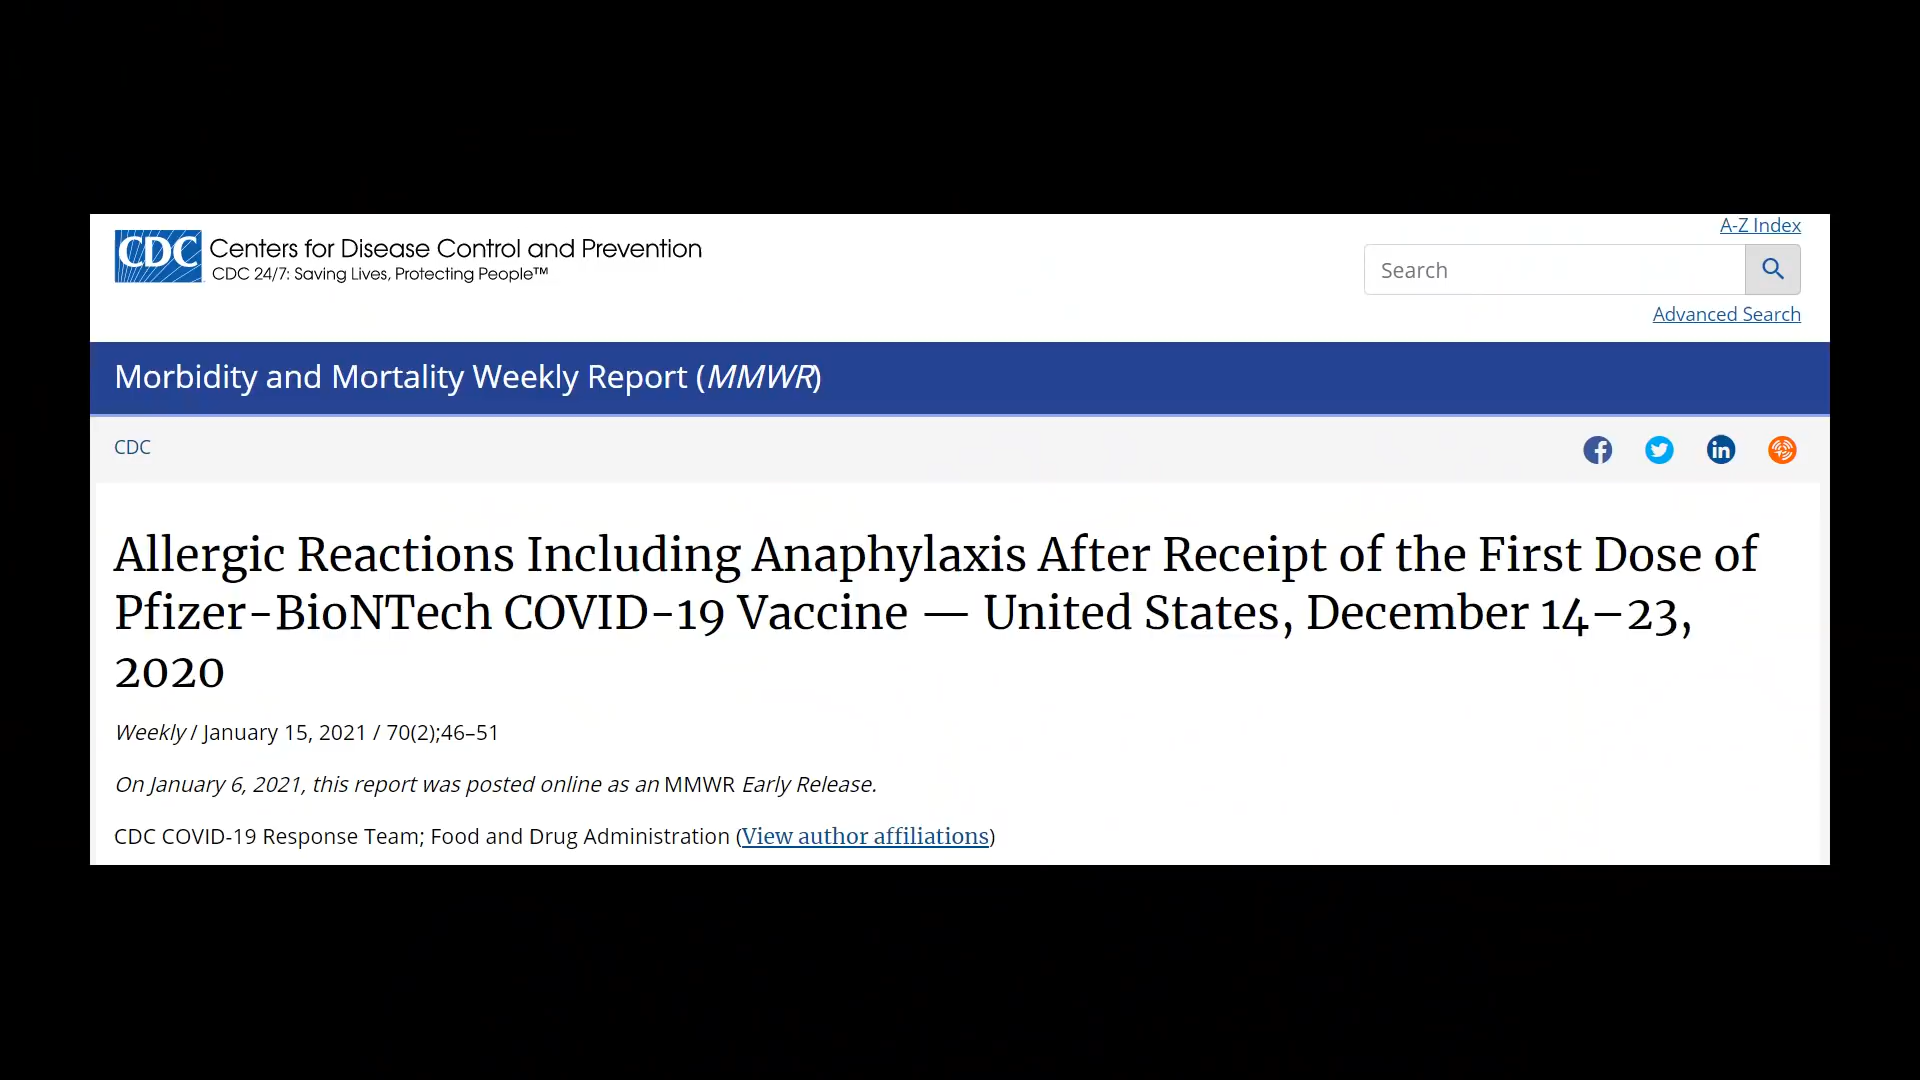 A-Z Index
CDC Centers for Disease Control and Prevention
CDC 24/7: Saving Lives, Protecting People™
Search
Advanced Search
Morbidity and Mortality Weekly Report (MMWR)
CDC
Allergic Reactions Including Anaphylaxis After Receipt of the First Dose of
Pfizer-BioNTech COVID-19 Vaccine — United States, December 14–23,
2020
Weekly / January 15, 2021 / 70(2);46–51
On January 6, 2021, this report was posted online as an MMWR Early Release.
CDC COVID-19 Response Team; Food and Drug Administration (View author affiliations)